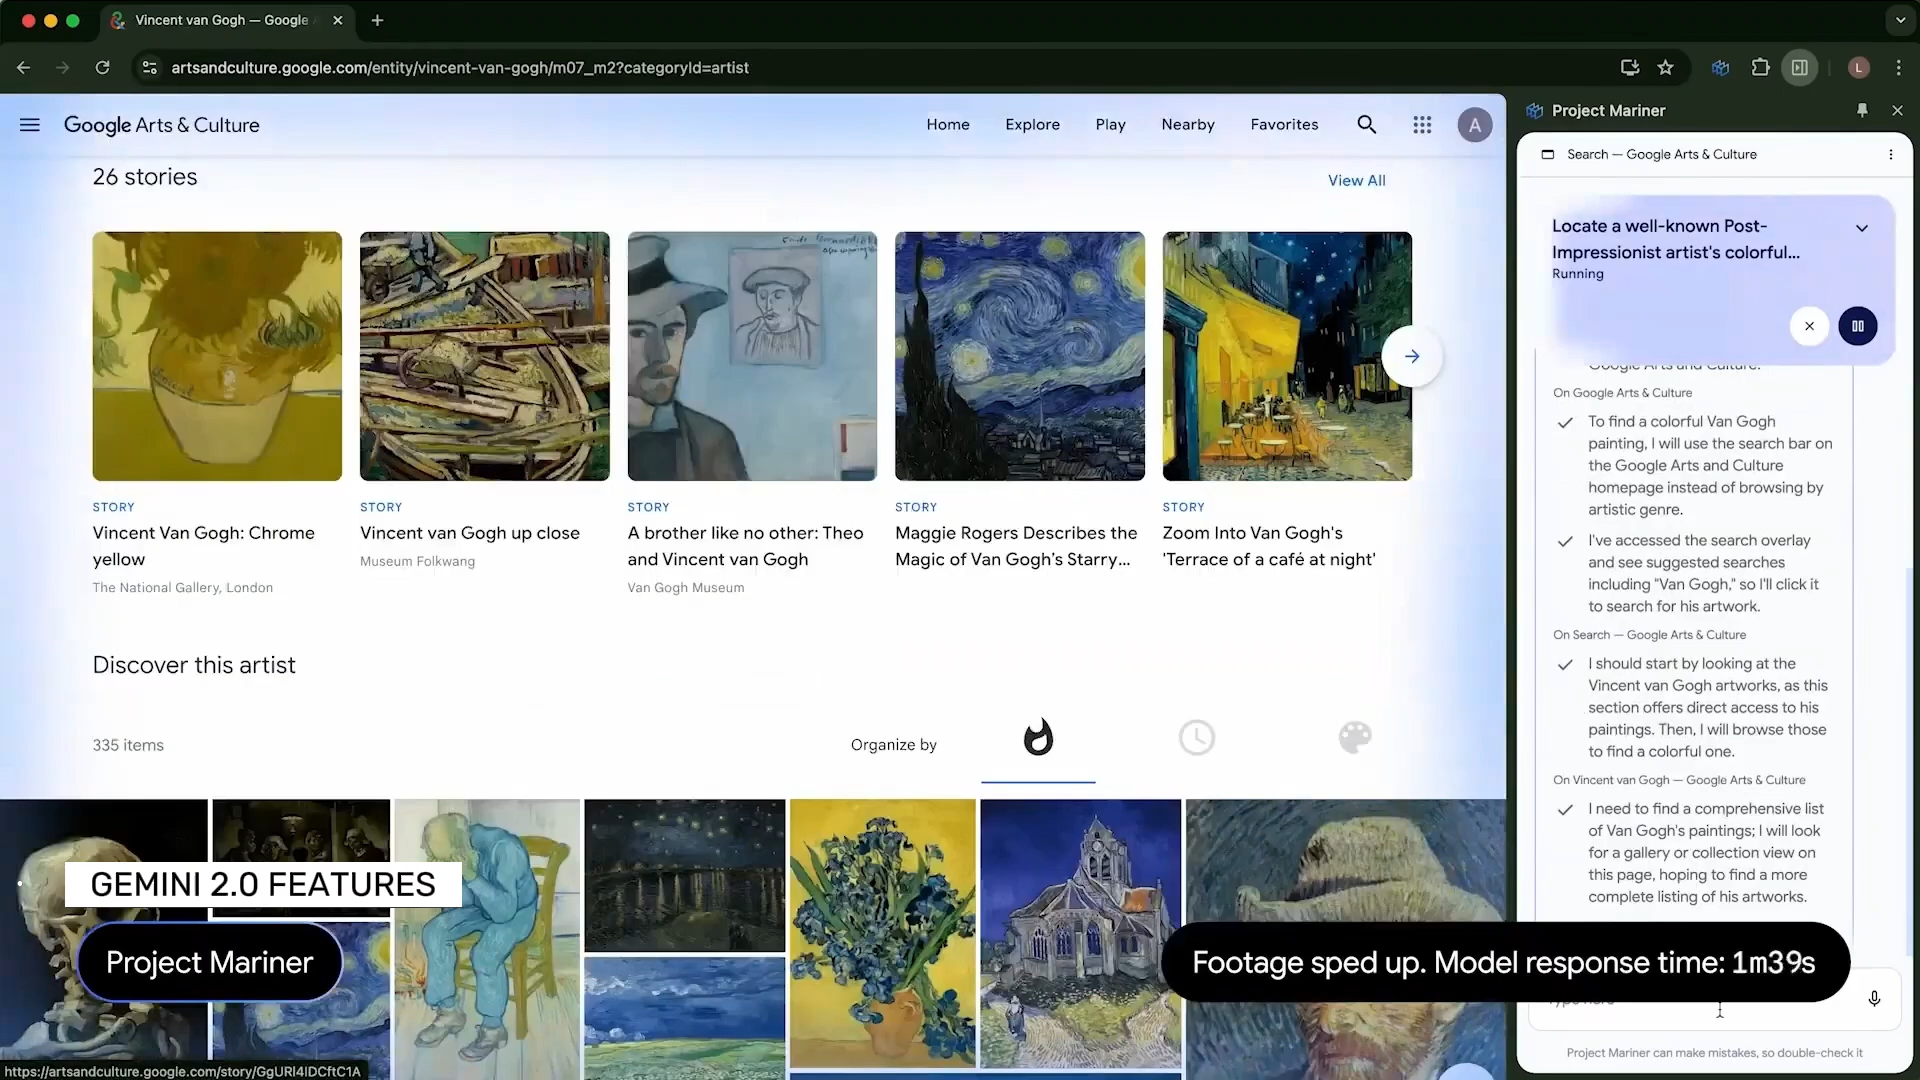 Vincent van Gogh — Google
artsandculture.google.com/entity/vincent-van-gogh/m07_m2?categoryId=artist
L
Google Arts & Culture
Home
Explore
Play
Nearby
Favorites
A
26 stories
View All
STORY
Vincent Van Gogh: Chrome
yellow
The National Gallery, London
STORY
Vincent van Gogh up close
Museum Folkwang
STORY
A brother like no other: Theo
and Vincent van Gogh
Van Gogh Museum
STORY
Maggie Rogers Describes the
Magic of Van Gogh's Starry...
STORY
Zoom Into Van Gogh's
'Terrace of a café at night'
Discover this artist
335 items
Organize by
GEMINI 2.0 FEATURES
Project Mariner
https://artsandculture.google.com/story/GgURl4lDCftC1A
Project Mariner
Search — Google Arts & Culture
Locate a well-known Post-
Impressionist artist's colorful...
Running
Google Arts and Culture.
On Google Arts & Culture
To find a colorful Van Gogh
painting, I will use the search bar on
the Google Arts and Culture
homepage instead of browsing by
artistic genre.
I've accessed the search overlay
and see suggested searches
including "Van Gogh," so I'll click it
to search for his artwork.
On Search — Google Arts & Culture
I should start by looking at the
Vincent van Gogh artworks, as this
section offers direct access to his
paintings. Then, I will browse those
to find a colorful one.
On Vincent van Gogh — Google Arts & Culture
I need to find a comprehensive list
of Van Gogh's paintings; I will look
for a gallery or collection view on
this page, hoping to find a more
complete listing of his artworks.
Footage sped up. Model response time: 1m39s
Type here
Project Mariner can make mistakes, so double-check it